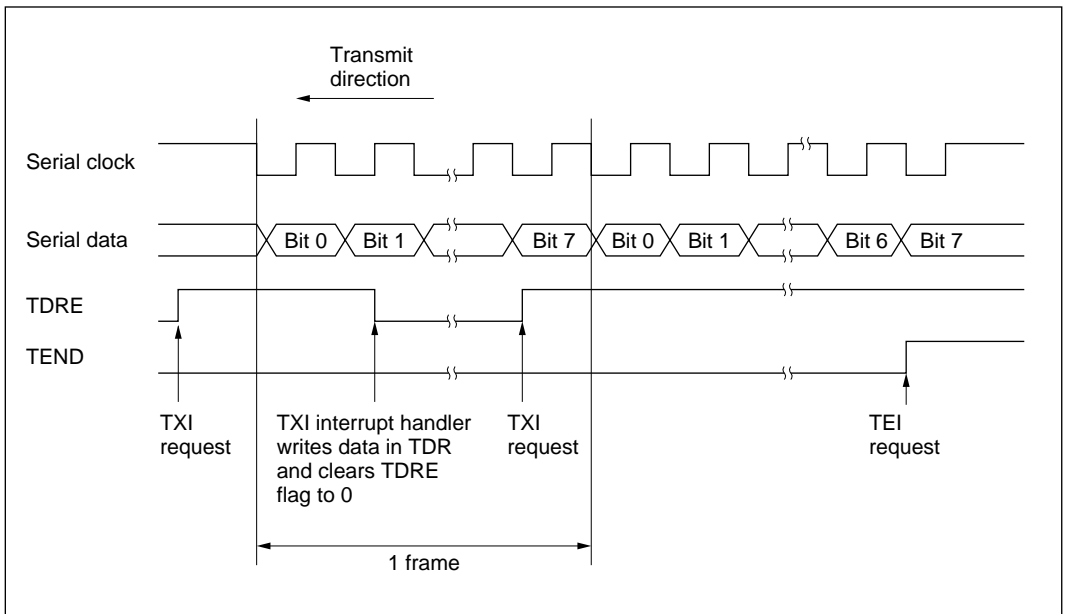 Transmit
direction
Serial clock
Serial data
Bit 0 Bit 1 Bit 7 Bit 0 Bit 1 Bit 6 Bit 7
TDRE
TEND
TXI
request
TXI interrupt handler
writes data in TDR
and clears TDRE
flag to 0
TXI
request
TEI
request
1 frame